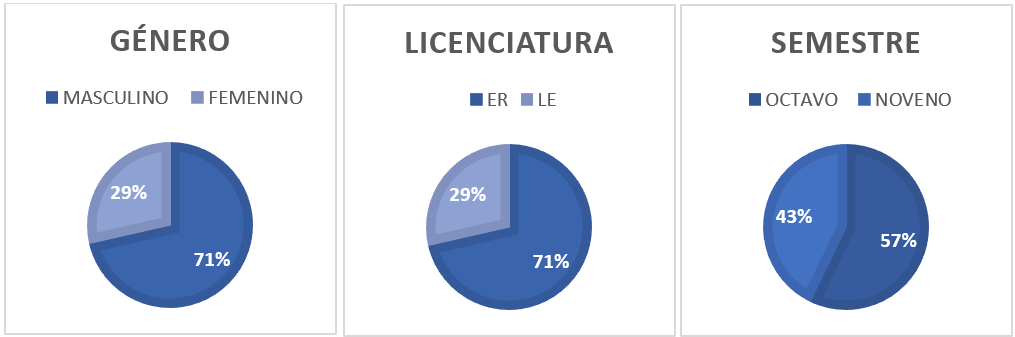 GÉNERO
MASCULINO FEMENINO
29%
71%
LICENCIATURA
ER LE
29%
71%
SEMESTRE
OCTAVO NOVENO
43%
57%